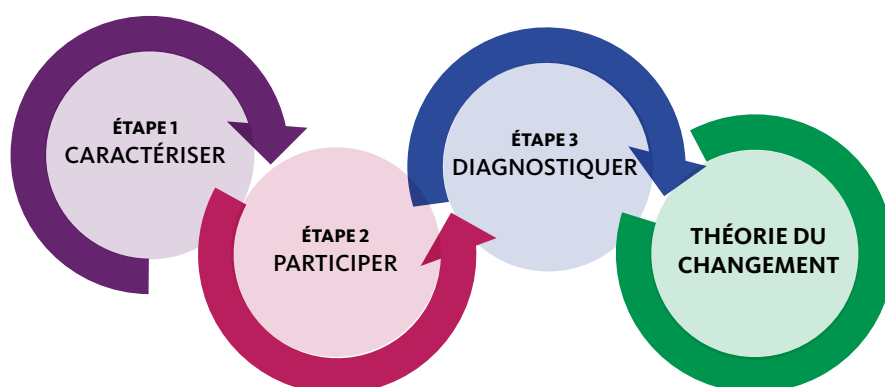 ÉTAPE 1
CARACTÉRISER
ÉTAPE 2
PARTICIPER
ÉTAPE 3
DIAGNOSTIQUER
THÉORIE DU
CHANGEMENT